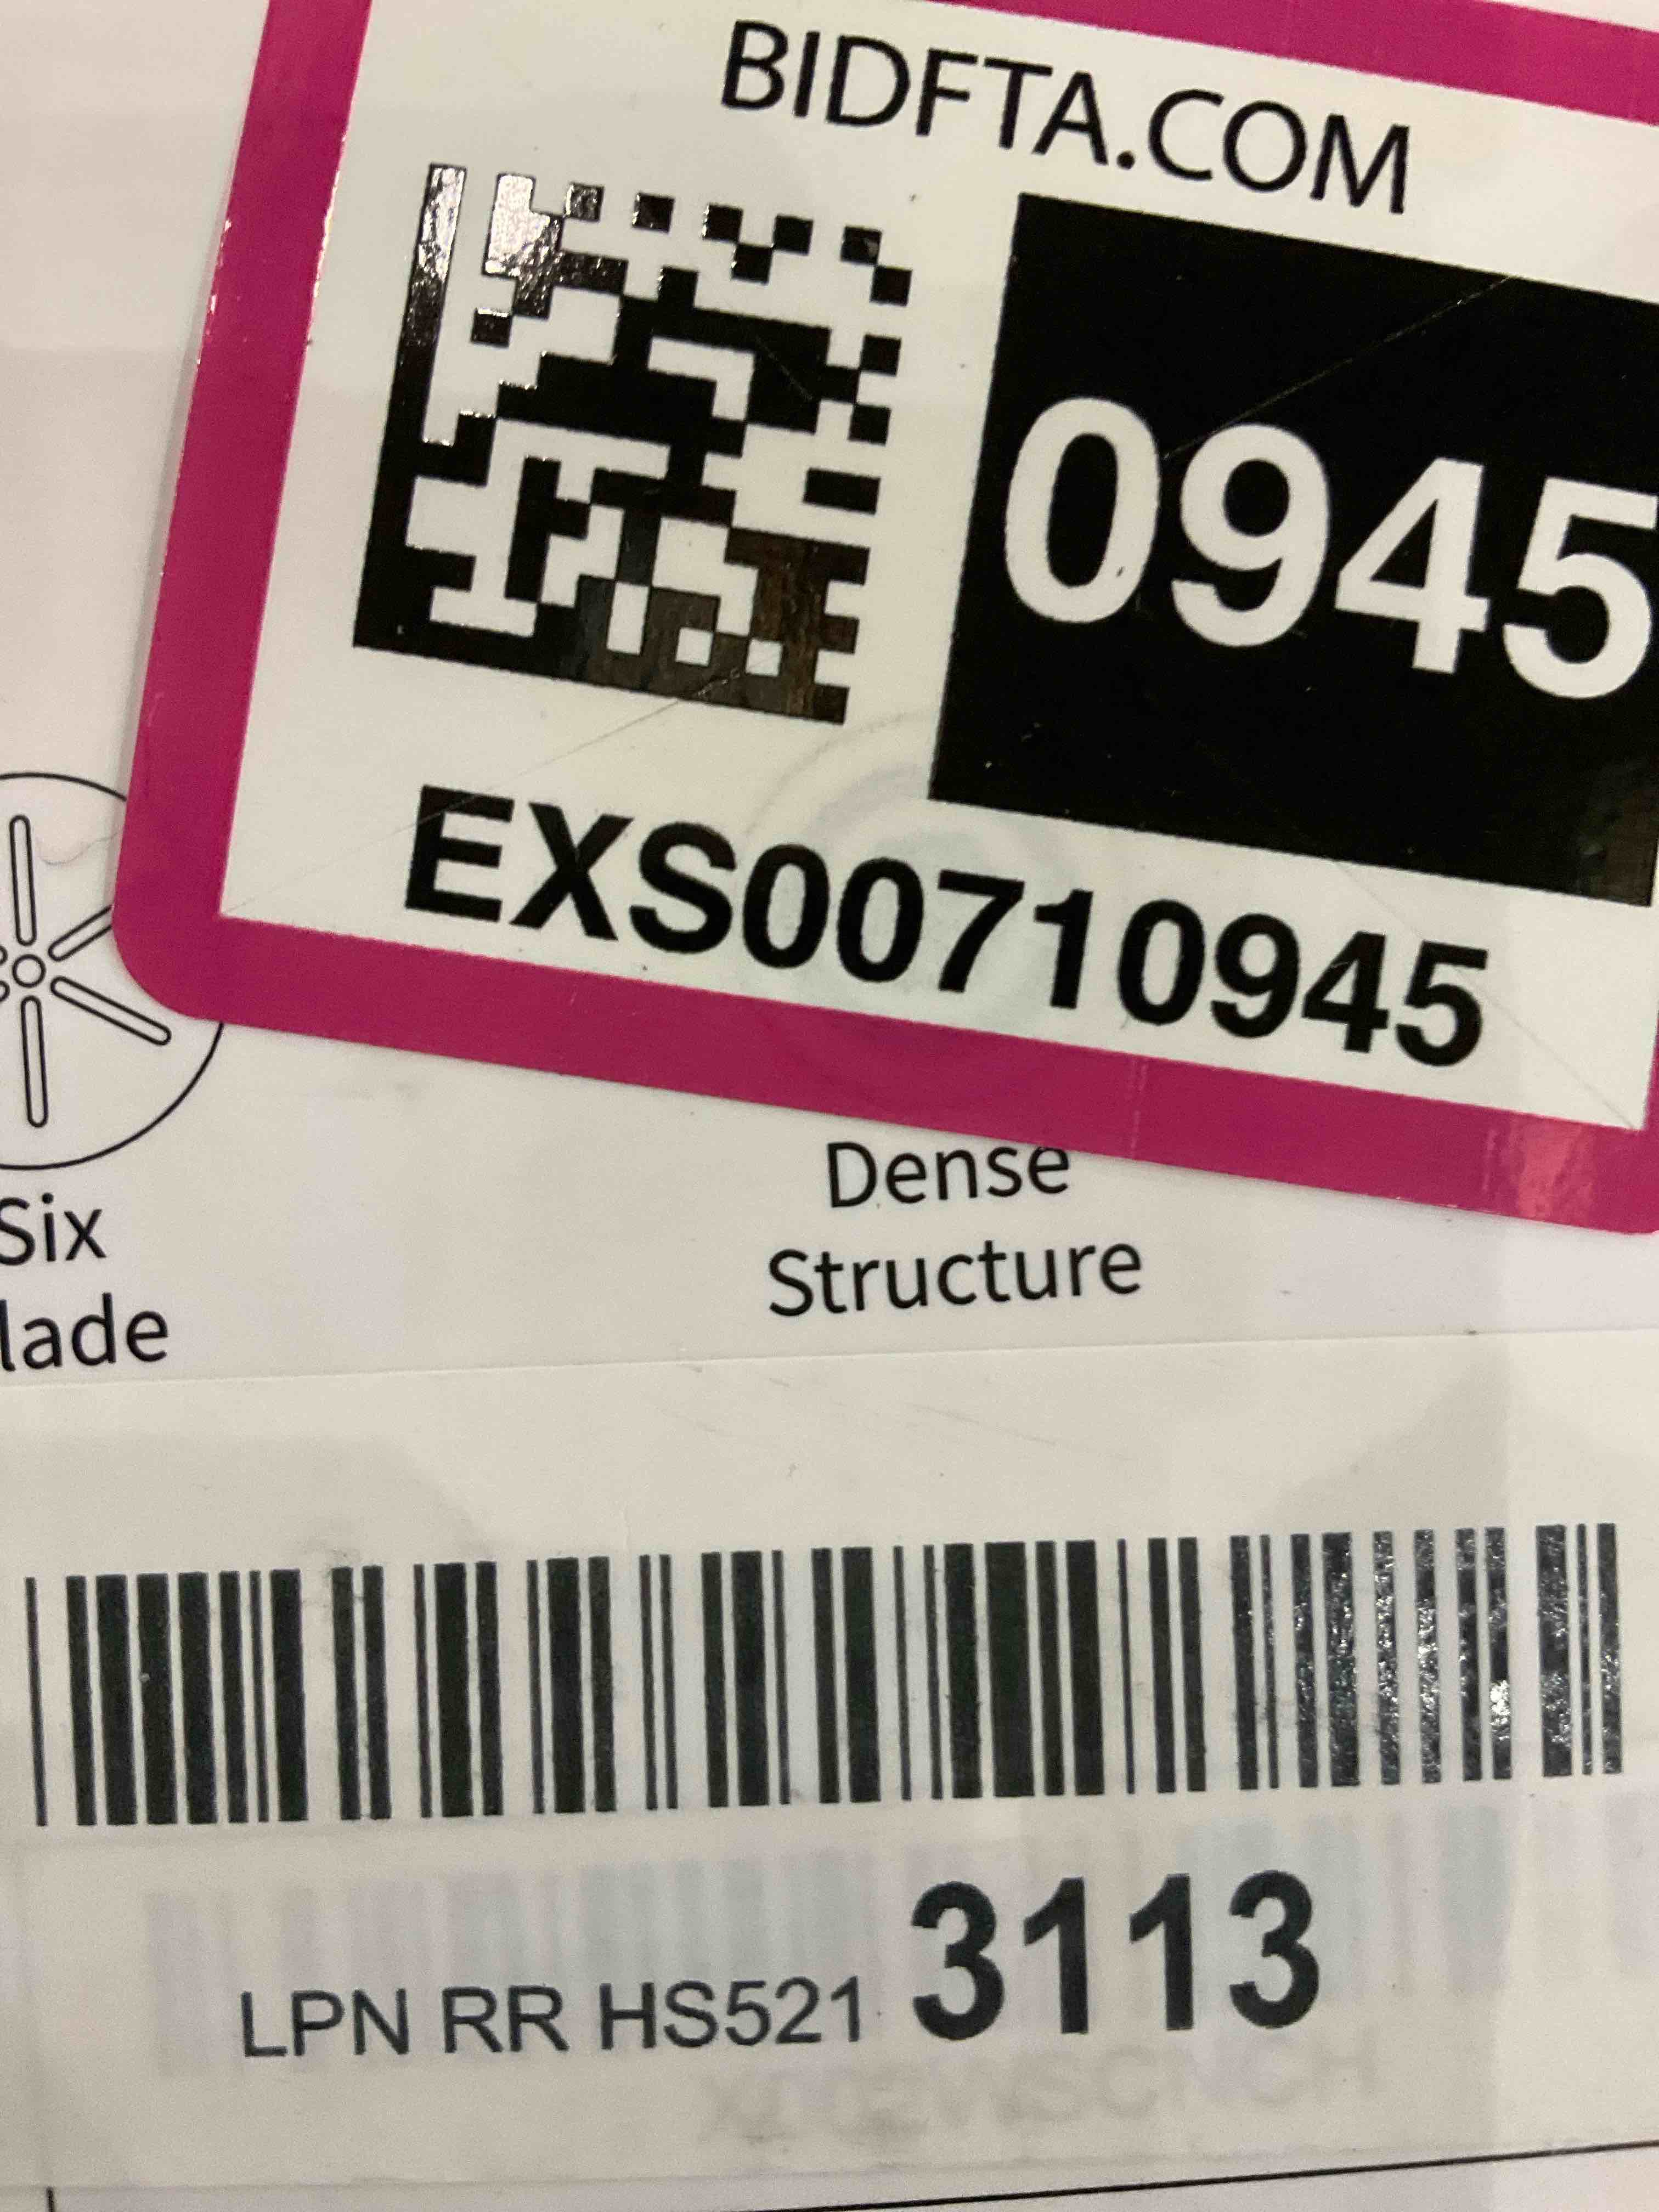 BIDFTA.COM
0945
EXS00710945
Six
lade
Dense
Structure
LPN RR HS521 3113